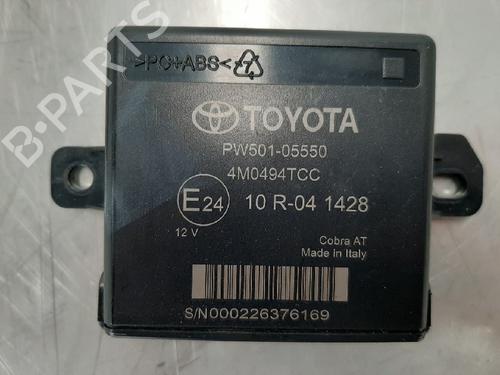 >PC+ABS<
TOYOTA
PW501-05550
4M0494TCC
E24 10 R-04 1428
12 V
Cobra AT
Made in Italy
S/N000226376169
B-PARTS